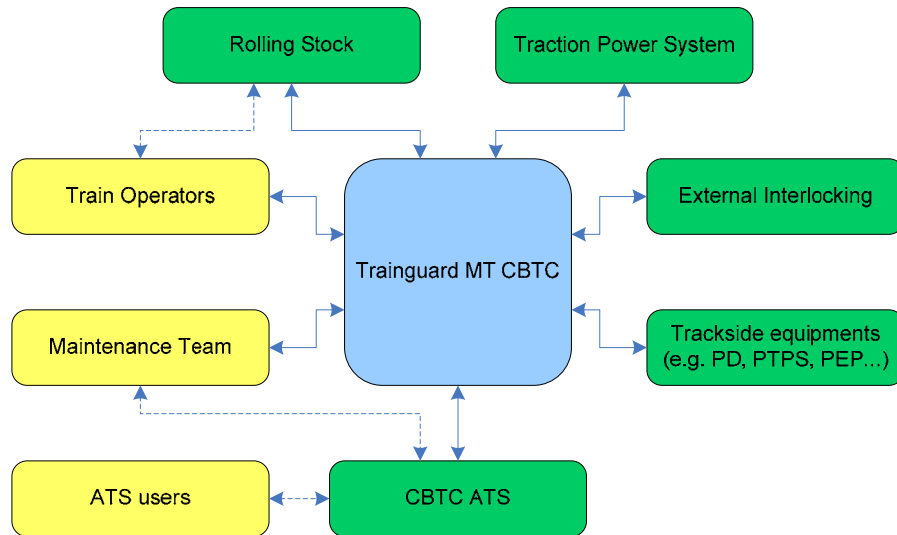 Rolling Stock
Traction Power System
Train Operators
External Interlocking
Trainguard MT CBTC
Maintenance Team
Trackside equipments
(e.g. PD, PTPS, PEP...)
ATS users
CBTC ATS